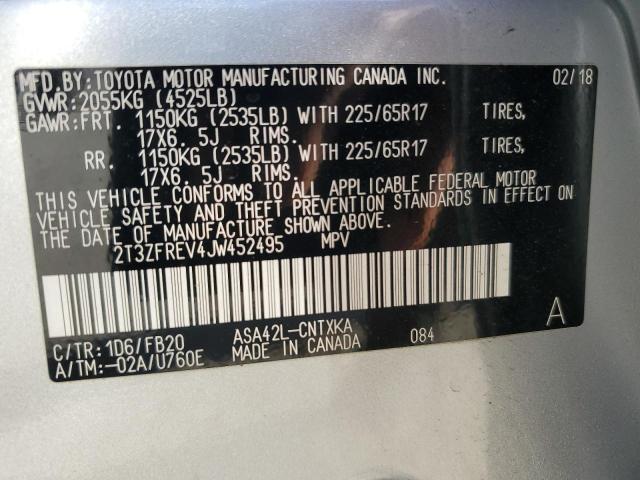 MFD.BY:TOYOTA MOTOR MANUFACTURING CANADA INC. 02/18
GVWR:2055KG (4525LB)
GAWR:FRT. 1150KG (2535LB) WITH 225/65R17 TIRES,
17X6. 5J RIMS.
RR. 1150KG (2535LB) WITH 225/65R17 TIRES,
17X6. 5J RIMS.
THIS VEHICLE CONFORMS TO ALL APPLICABLE FEDERAL MOTOR
VEHICLE SAFETY AND THEFT PREVENTION STANDARDS IN EFFECT ON
THE DATE OF MANUFACTURE SHOWN ABOVE.
2T3ZFREV4JW452495 MPV
A
C/TR:1D6/FB20 ASA42L-CNTXKA 084
A/TM:-02A/U760E MADE IN CANADA